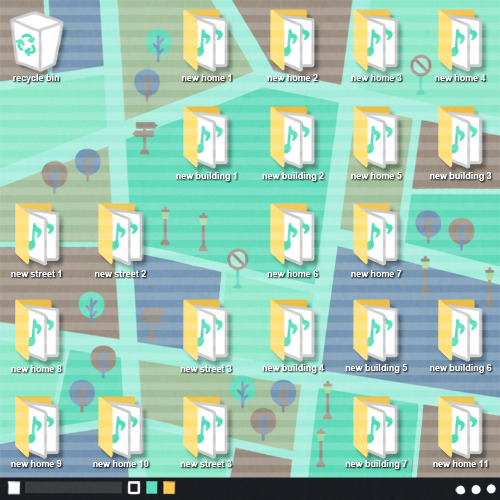 recycle bin
new home 1
new home 2
new home 3
new home 4
new building 1
new building 2
new home 5
new building 3
new street 1
new street 2
new home 6
new home 7
new home 8
new street 3
new building 4
new building 5
new building 6
new home 9
new home 10
new street 3
new building 7
new home 11